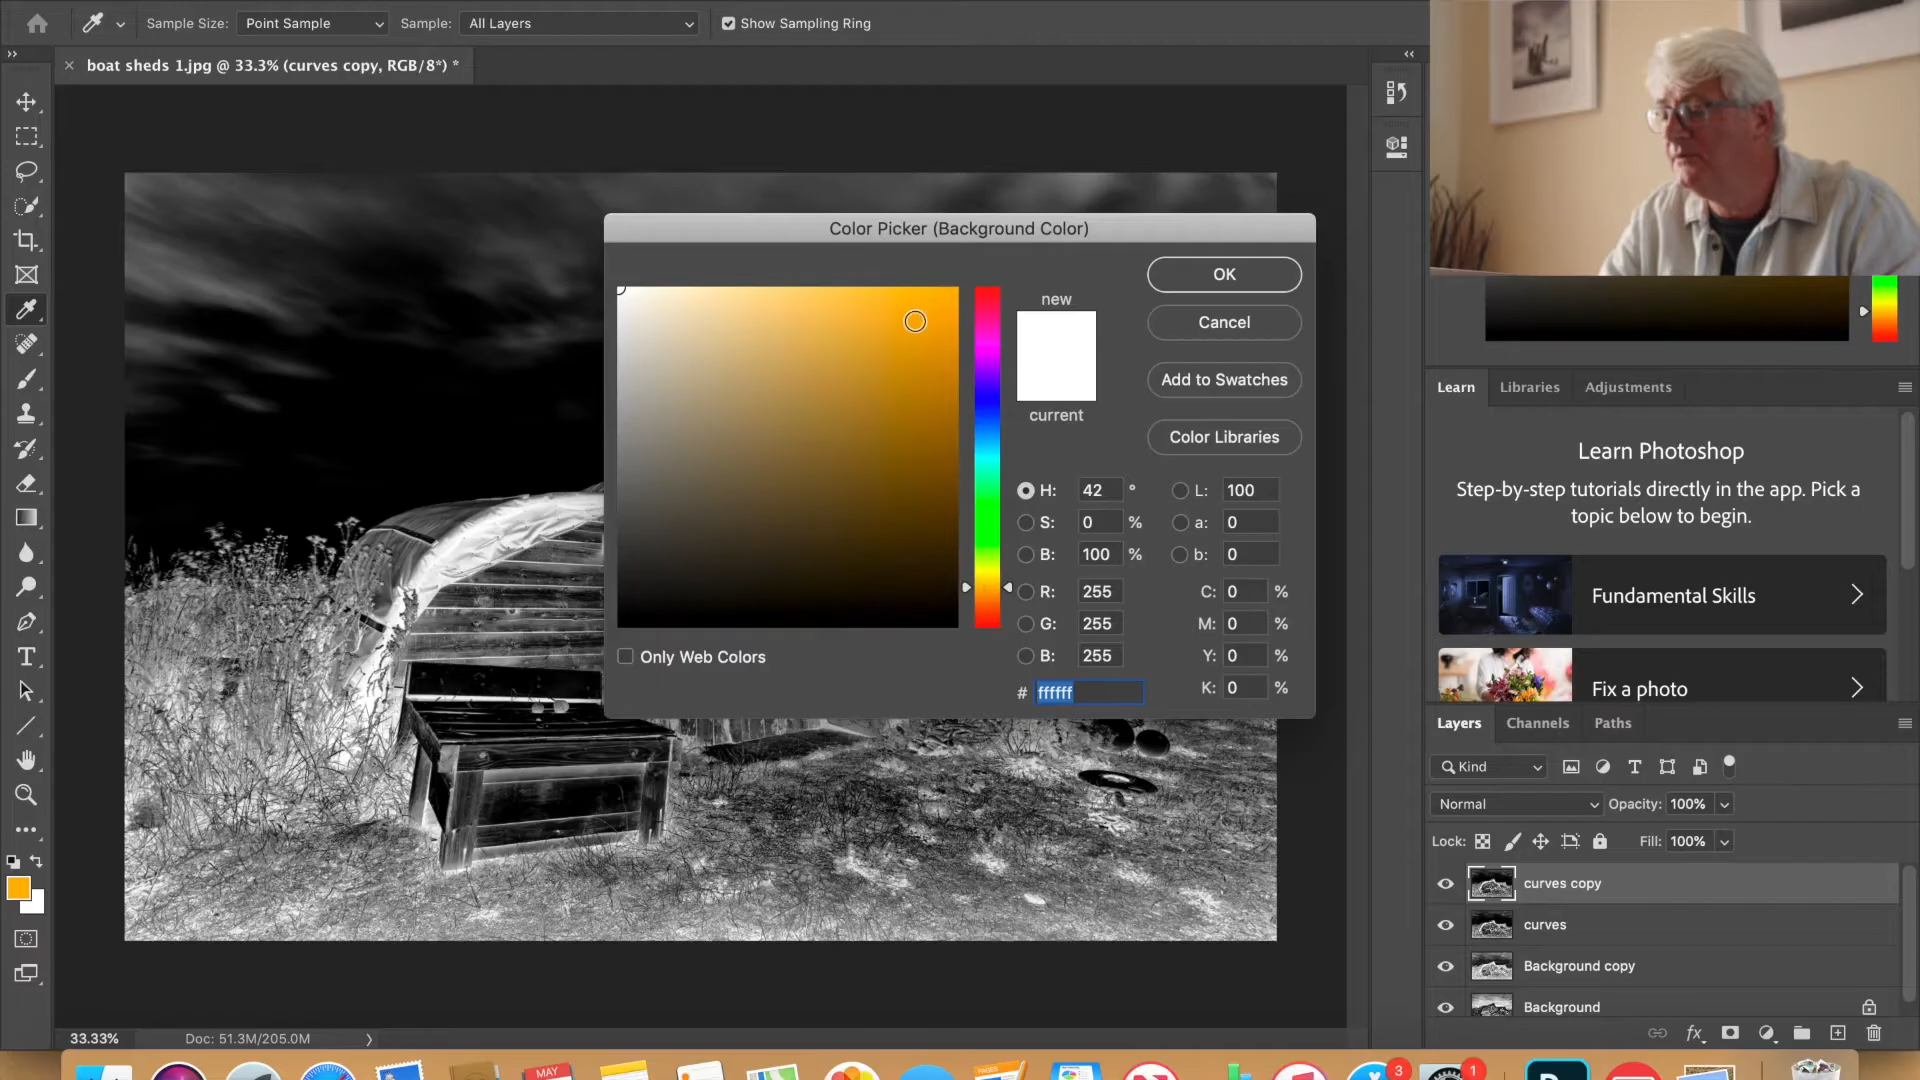 Sample Size: Point Sample Sample: All Layers Show Sampling Ring
boat sheds 1.jpg @ 33.3% (curves copy, RGB/8*) *
Color Picker (Background Color)
new
current
OK
Cancel
Add to Swatches
Color Libraries
H: 42 ° L: 100
S: 0 % a: 0
B: 100 % b: 0
R: 255 C: 0 %
G: 255 M: 0 %
B: 255 Y: 0 %
# ffffff K: 0 %
Only Web Colors
Learn Libraries Adjustments
Learn Photoshop
Step-by-step tutorials directly in the app. Pick a
topic below to begin.
Fundamental Skills
Fix a photo
Layers Channels Paths
Kind
Normal Opacity: 100%
Lock: Fill: 100%
curves copy
curves
Background copy
Background
fx
33.33% Doc: 51.3M/205.0M
MAY
PAGES
3
1